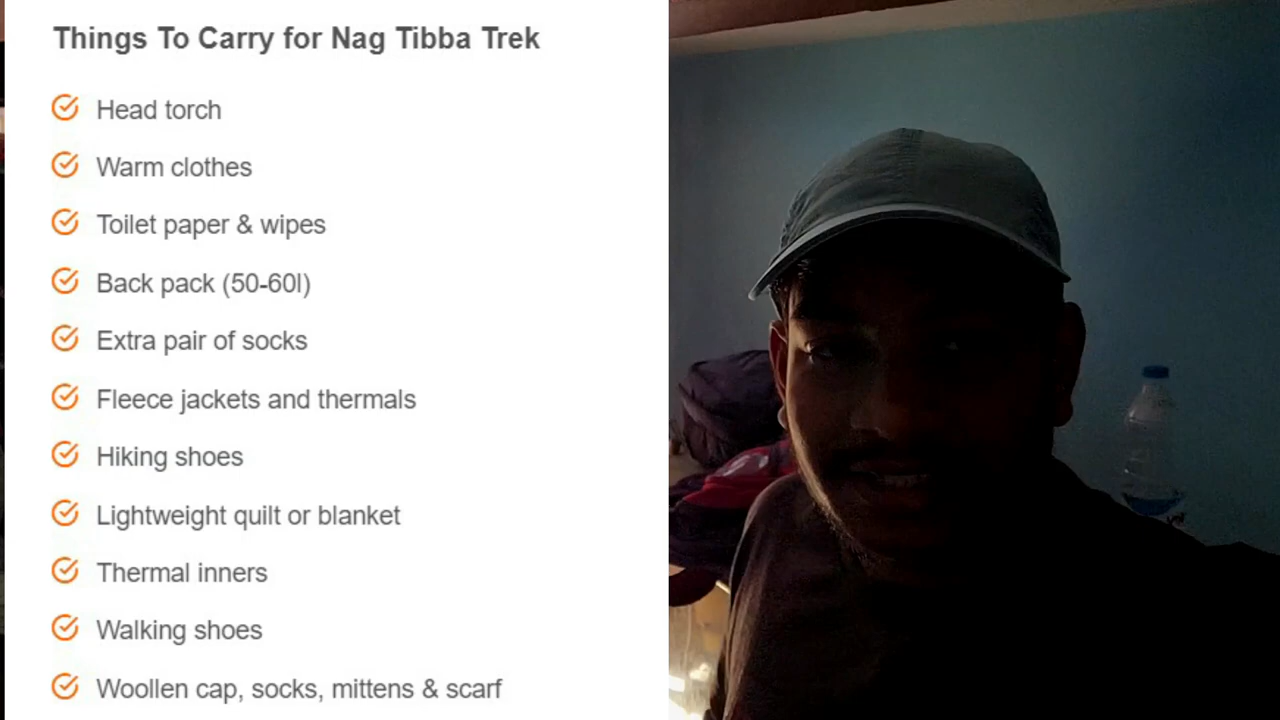 Things To Carry for Nag Tibba Trek
Head torch
Warm clothes
Toilet paper & wipes
Back pack (50-60l)
Extra pair of socks
Fleece jackets and thermals
Hiking shoes
Lightweight quilt or blanket
Thermal inners
Walking shoes
Woollen cap, socks, mittens & scarf